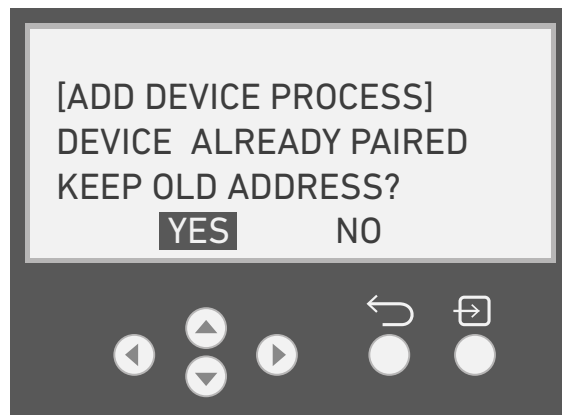 [ADD DEVICE PROCESS]
DEVICE ALREADY PAIRED
KEEP OLD ADDRESS?
YES NO